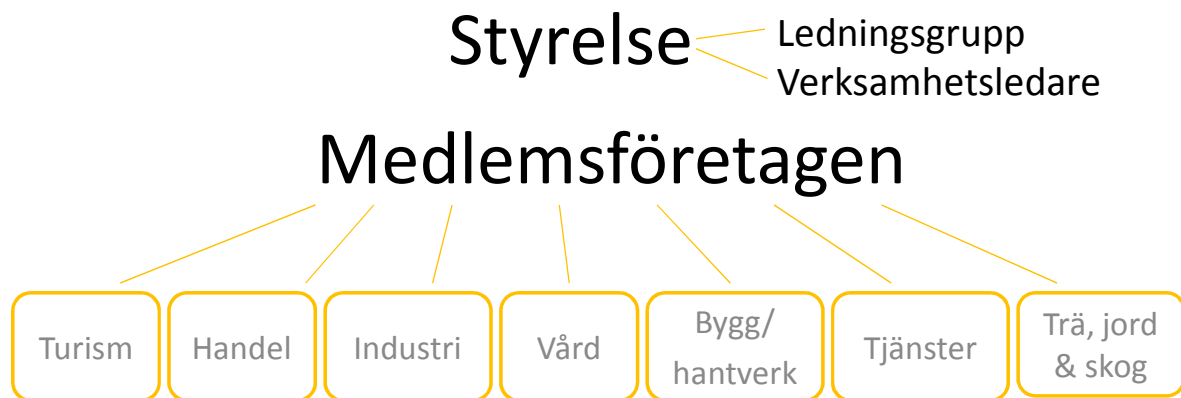 Styrelse
Ledningsgrupp
Verksamhetsledare
Medlemsföretagen
Turism
Handel
Industri
Vård
Bygg/
hantverk
Tjänster
Trä, jord
& skog